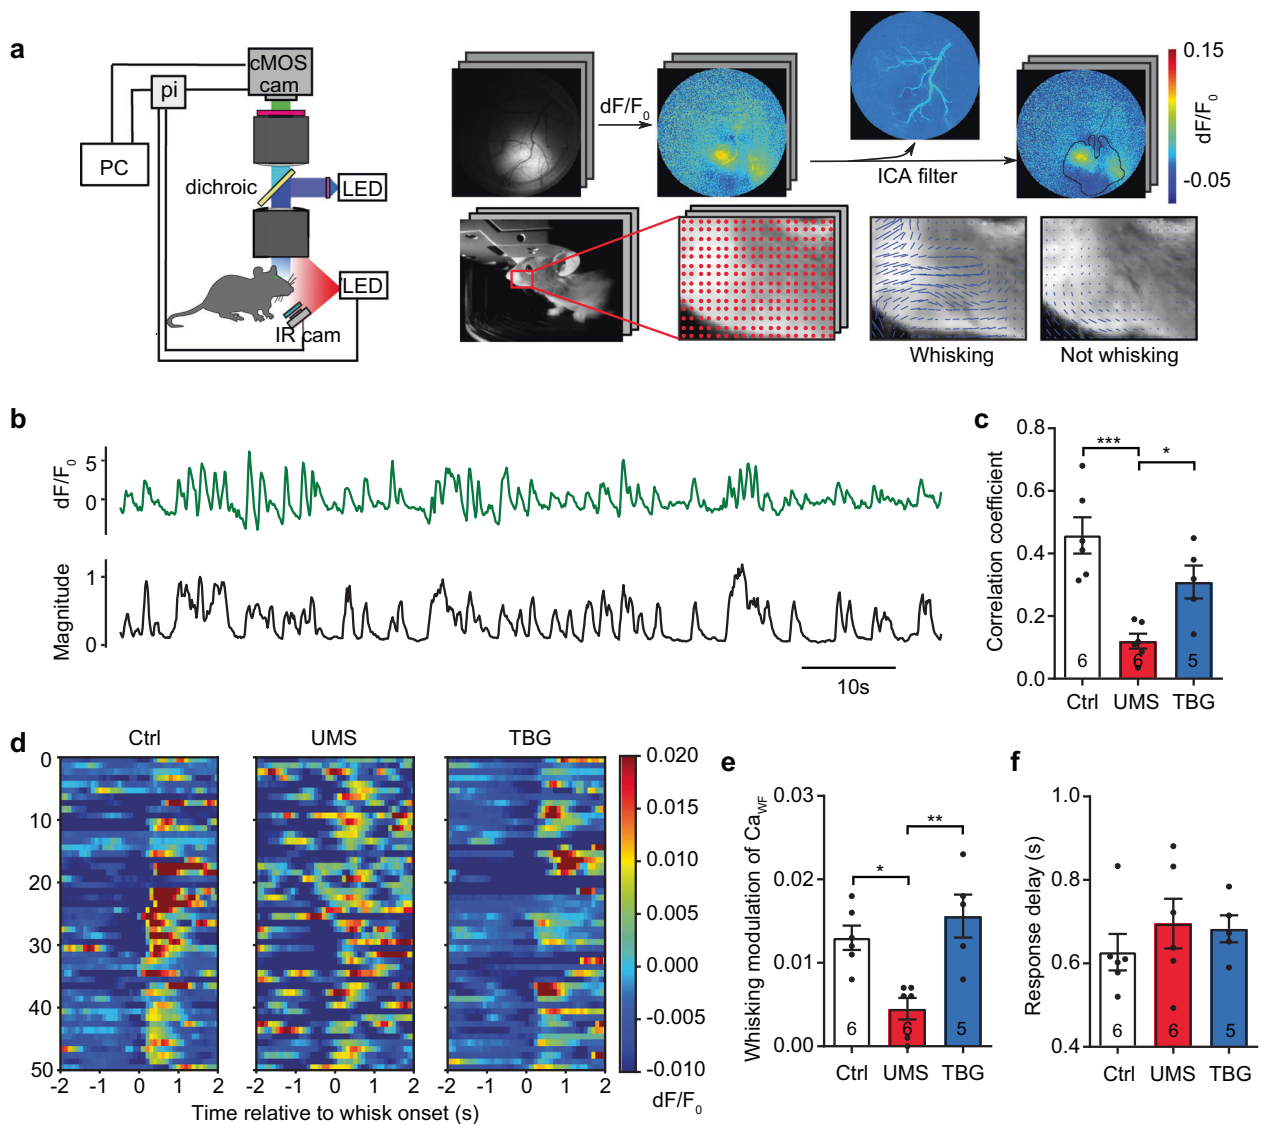 a
cMOS
cam
pi
PC
dichroic
LED
LED
IR cam
dF/F0
ICA filter
0.15
dF/F0
-0.05
Whisking
Not whisking
b
dF/F0
5
0
Magnitude
1
0
10s
c
Correlation coefficient
0.8
0.6
0.4
0.2
0.0
***
*
6
6
5
Ctrl
UMS
TBG
d
Ctrl
UMS
TBG
0
10
20
30
40
50
-2
-1
0
1
2
-2
-1
0
1
2
-2
-1
0
1
2
Time relative to whisk onset (s)
0.020
0.015
0.010
0.005
0.000
-0.005
-0.010
dF/F0
e
Whisking modulation of CaWF
0.03
0.02
0.01
0.00
*
**
6
6
5
Ctrl
UMS
TBG
f
Response delay (s)
1.0
0.8
0.6
0.4
6
6
5
Ctrl
UMS
TBG